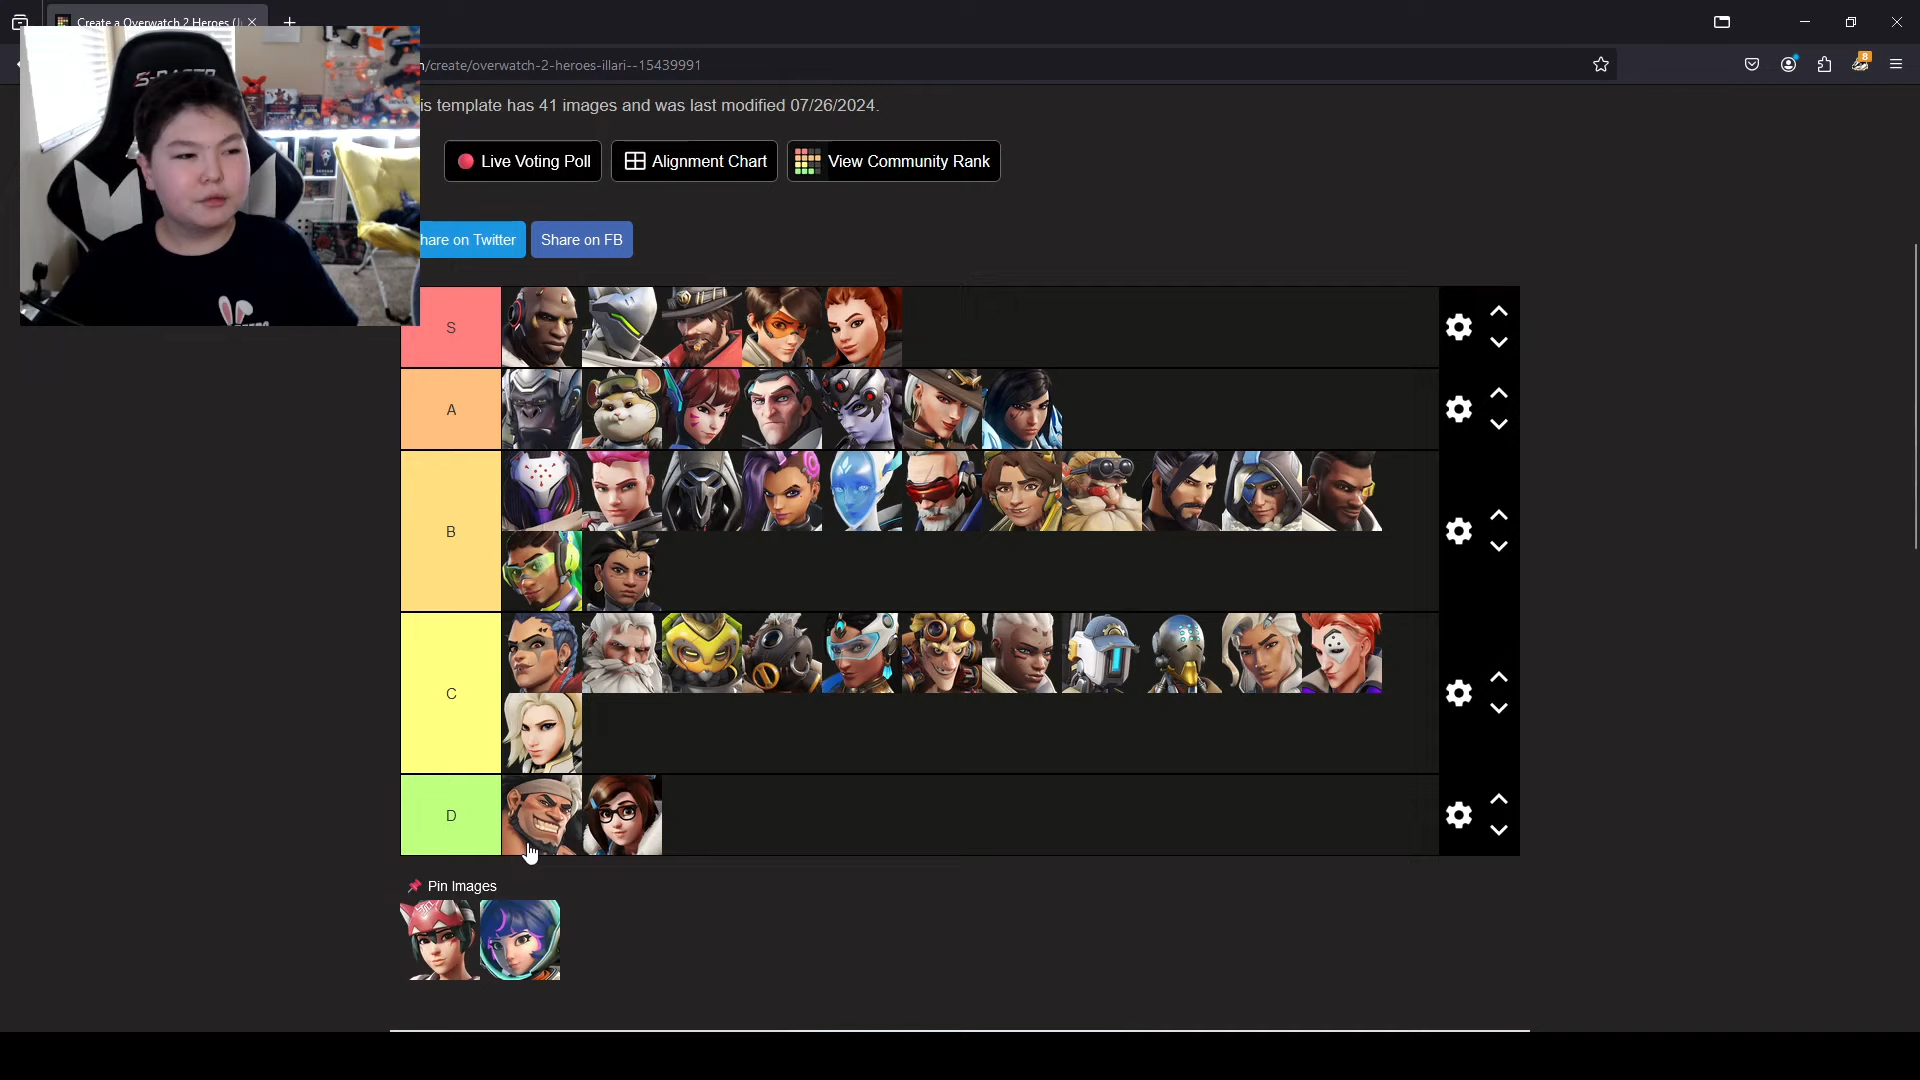 Create a Overwatch 2 Heroes (I
/create/overwatch-2-heroes-illari--15439991
8
is template has 41 images and was last modified 07/26/2024.
Live Voting Poll
Alignment Chart
View Community Rank
hare on Twitter
Share on FB
S
A
B
C
D
Pin Images